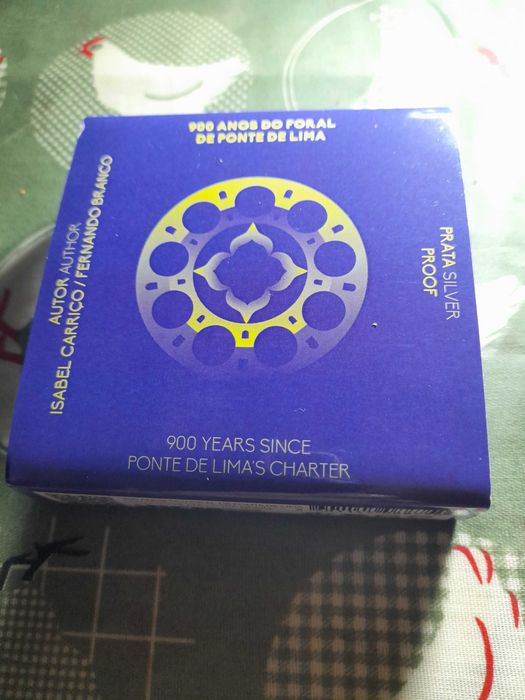 900 ANOS DO FORAL
DE PONTE DE LIMA
AUTOR AUTHOR
ISABEL CARRIÇO / FERNANDO BRANCO
PRATA SILVER
PROOF
900 YEARS SINCE
PONTE DE LIMA'S CHARTER